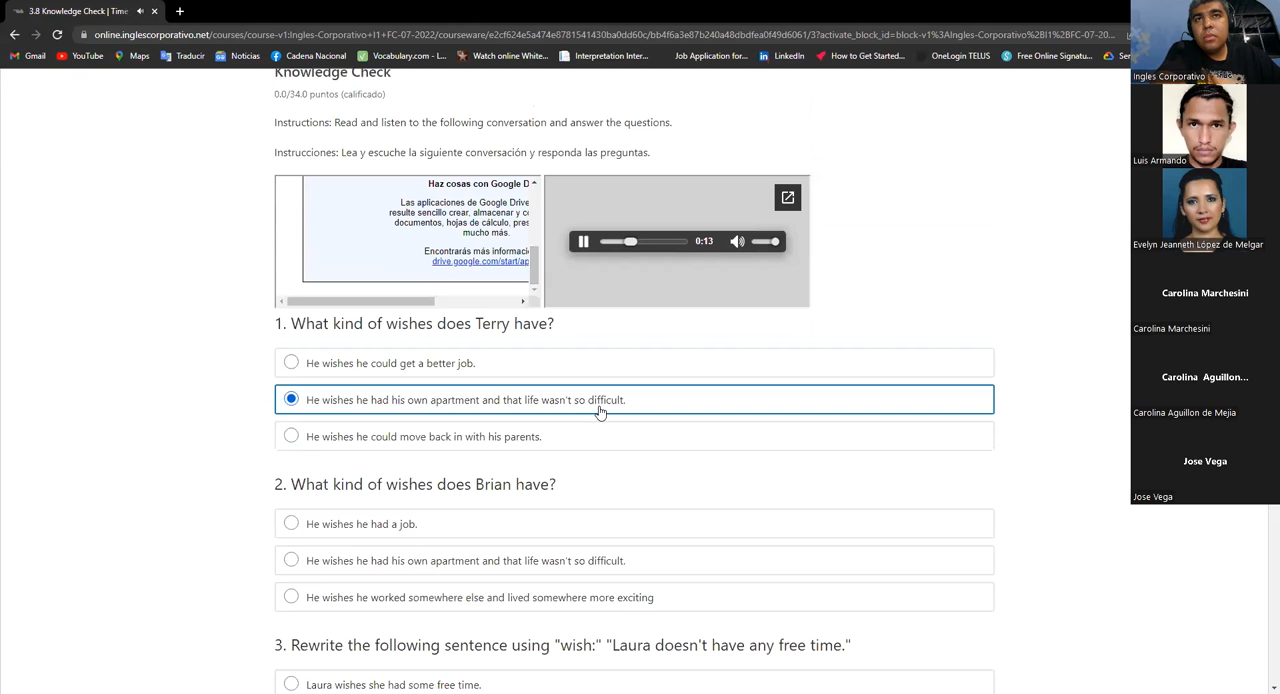 3.8 Knowledge Check | Time
online.inglescorporativo.net/courses/course-v1:Ingles-Corporativo+I1+FC-07-2022/courseware/e2cf624e5a474e8781541430ba0dd60c/bb4f6a3e87b240a48dbdfea0f49d6061/3?activate_block_id=block-v1%3AIngles-Corporativo%2BI1%2BFC-07-20...
Gmail YouTube Maps Traducir Noticias Cadena Nacional Vocabulary.com - L... Watch online White... Interpretation Inter... Job Application for... LinkedIn How to Get Started... OneLogin TELUS Free Online Signatu... Ser
Knowledge Check
0.0/34.0 puntos (calificado)
Instructions: Read and listen to the following conversation and answer the questions.
Instrucciones: Lea y escuche la siguiente conversación y responda las preguntas.
Haz cosas con Google D
Las aplicaciones de Google Drive
resulte sencillo crear, almacenar y co
documentos, hojas de cálculo, pres
mucho más.
Encontrarás más informaci
drive.google.com/start/ap
0:13
1. What kind of wishes does Terry have?
He wishes he could get a better job.
He wishes he had his own apartment and that life wasn't so difficult.
He wishes he could move back in with his parents.
2. What kind of wishes does Brian have?
He wishes he had a job.
He wishes he had his own apartment and that life wasn't so difficult.
He wishes he worked somewhere else and lived somewhere more exciting
3. Rewrite the following sentence using "wish:" "Laura doesn't have any free time."
Laura wishes she had some free time.
Ingles Corporativo
Luis Armando
Evelyn Jeanneth López de Melgar
Carolina Marchesini
Carolina Marchesini
Carolina Aguillon...
Carolina Aguillon de Mejia
Jose Vega
Jose Vega